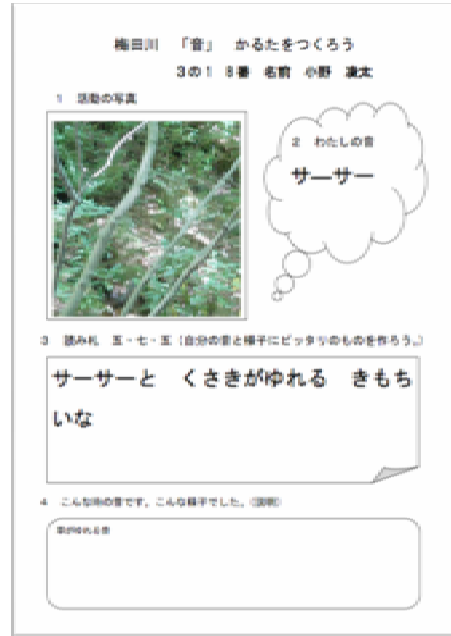 梅田川 「音」 かるたをつくろう
3の1 8番 名前 小野 凌太
1 活動の写真
2 わたしの音
サーサー
3 読み札 五・七・五（自分の音と様子にピッタリのものを作ろう。）
サーサーと くさきがゆれる きもち
いな
4 こんな時の音です。こんな様子でした。（説明）